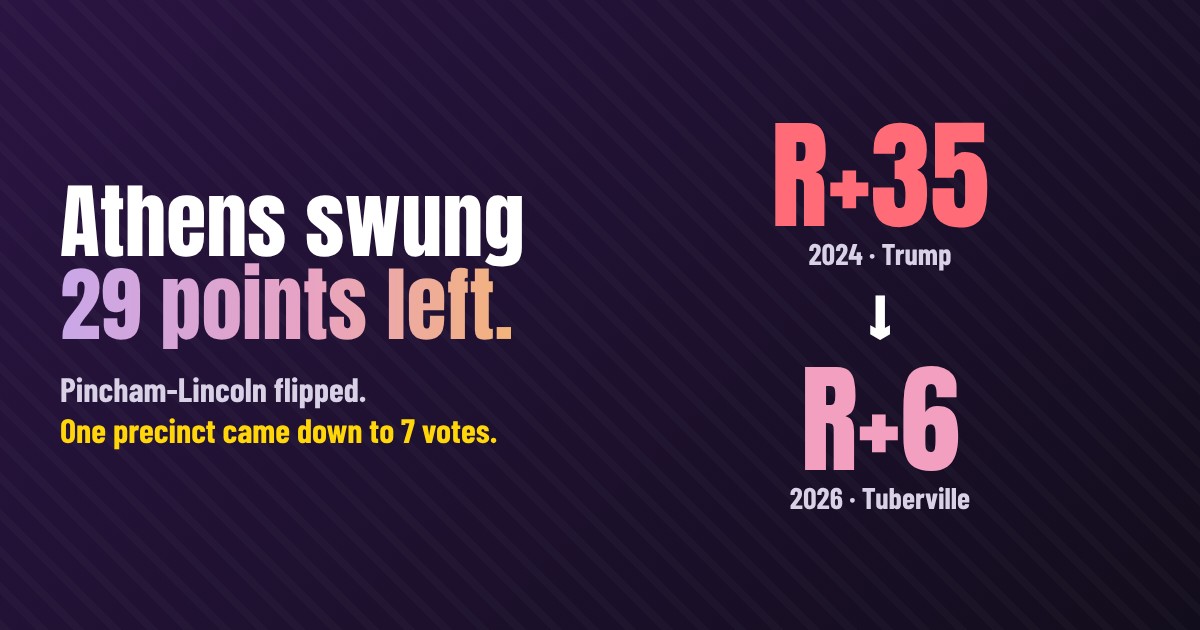 Athens swung
29 points left.
Pincham-Lincoln flipped.
One precinct came down to 7 votes.
R+35
2024 · Trump
R+6
2026 · Tuberville